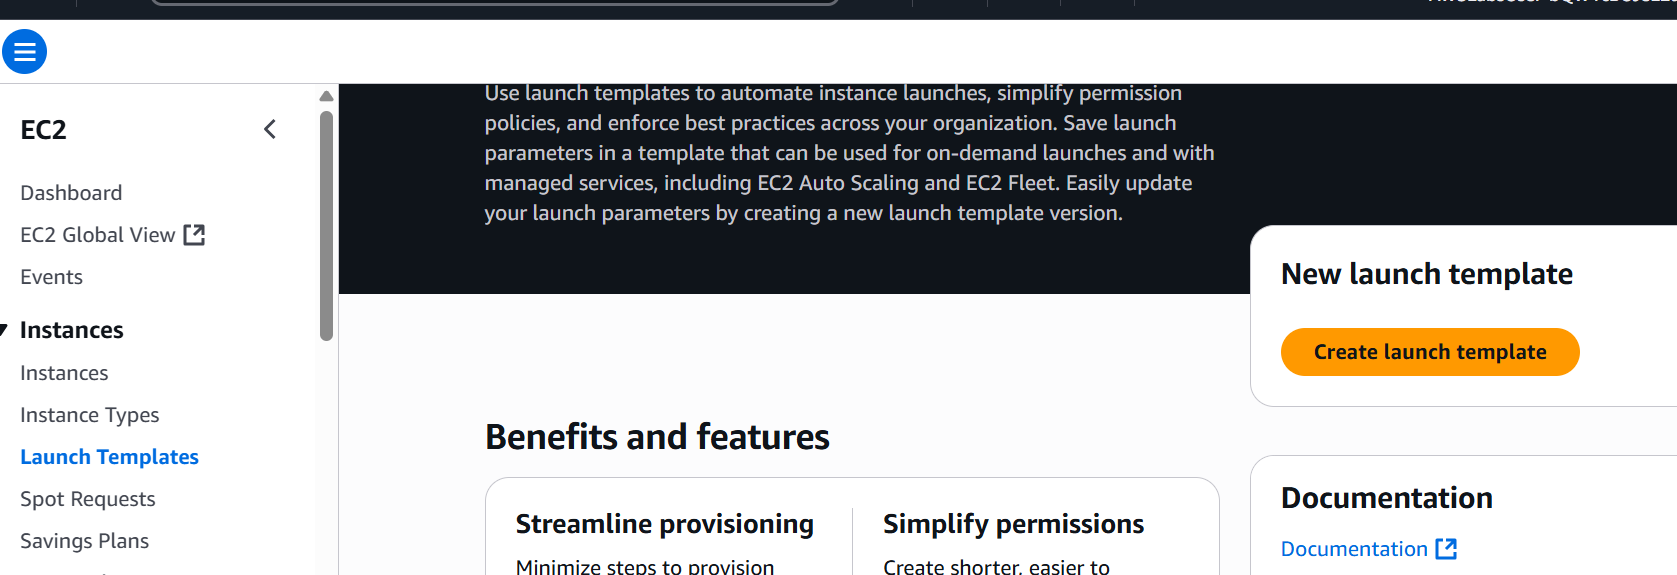 EC2
Dashboard
EC2 Global View
Events
Instances
Instances
Instance Types
Launch Templates
Spot Requests
Savings Plans
Use launch templates to automate instance launches, simplify permission
policies, and enforce best practices across your organization. Save launch
parameters in a template that can be used for on-demand launches and with
managed services, including EC2 Auto Scaling and EC2 Fleet. Easily update
your launch parameters by creating a new launch template version.
New launch template
Create launch template
Benefits and features
Streamline provisioning
Minimize steps to provision
Simplify permissions
Create shorter, easier to
Documentation
Documentation